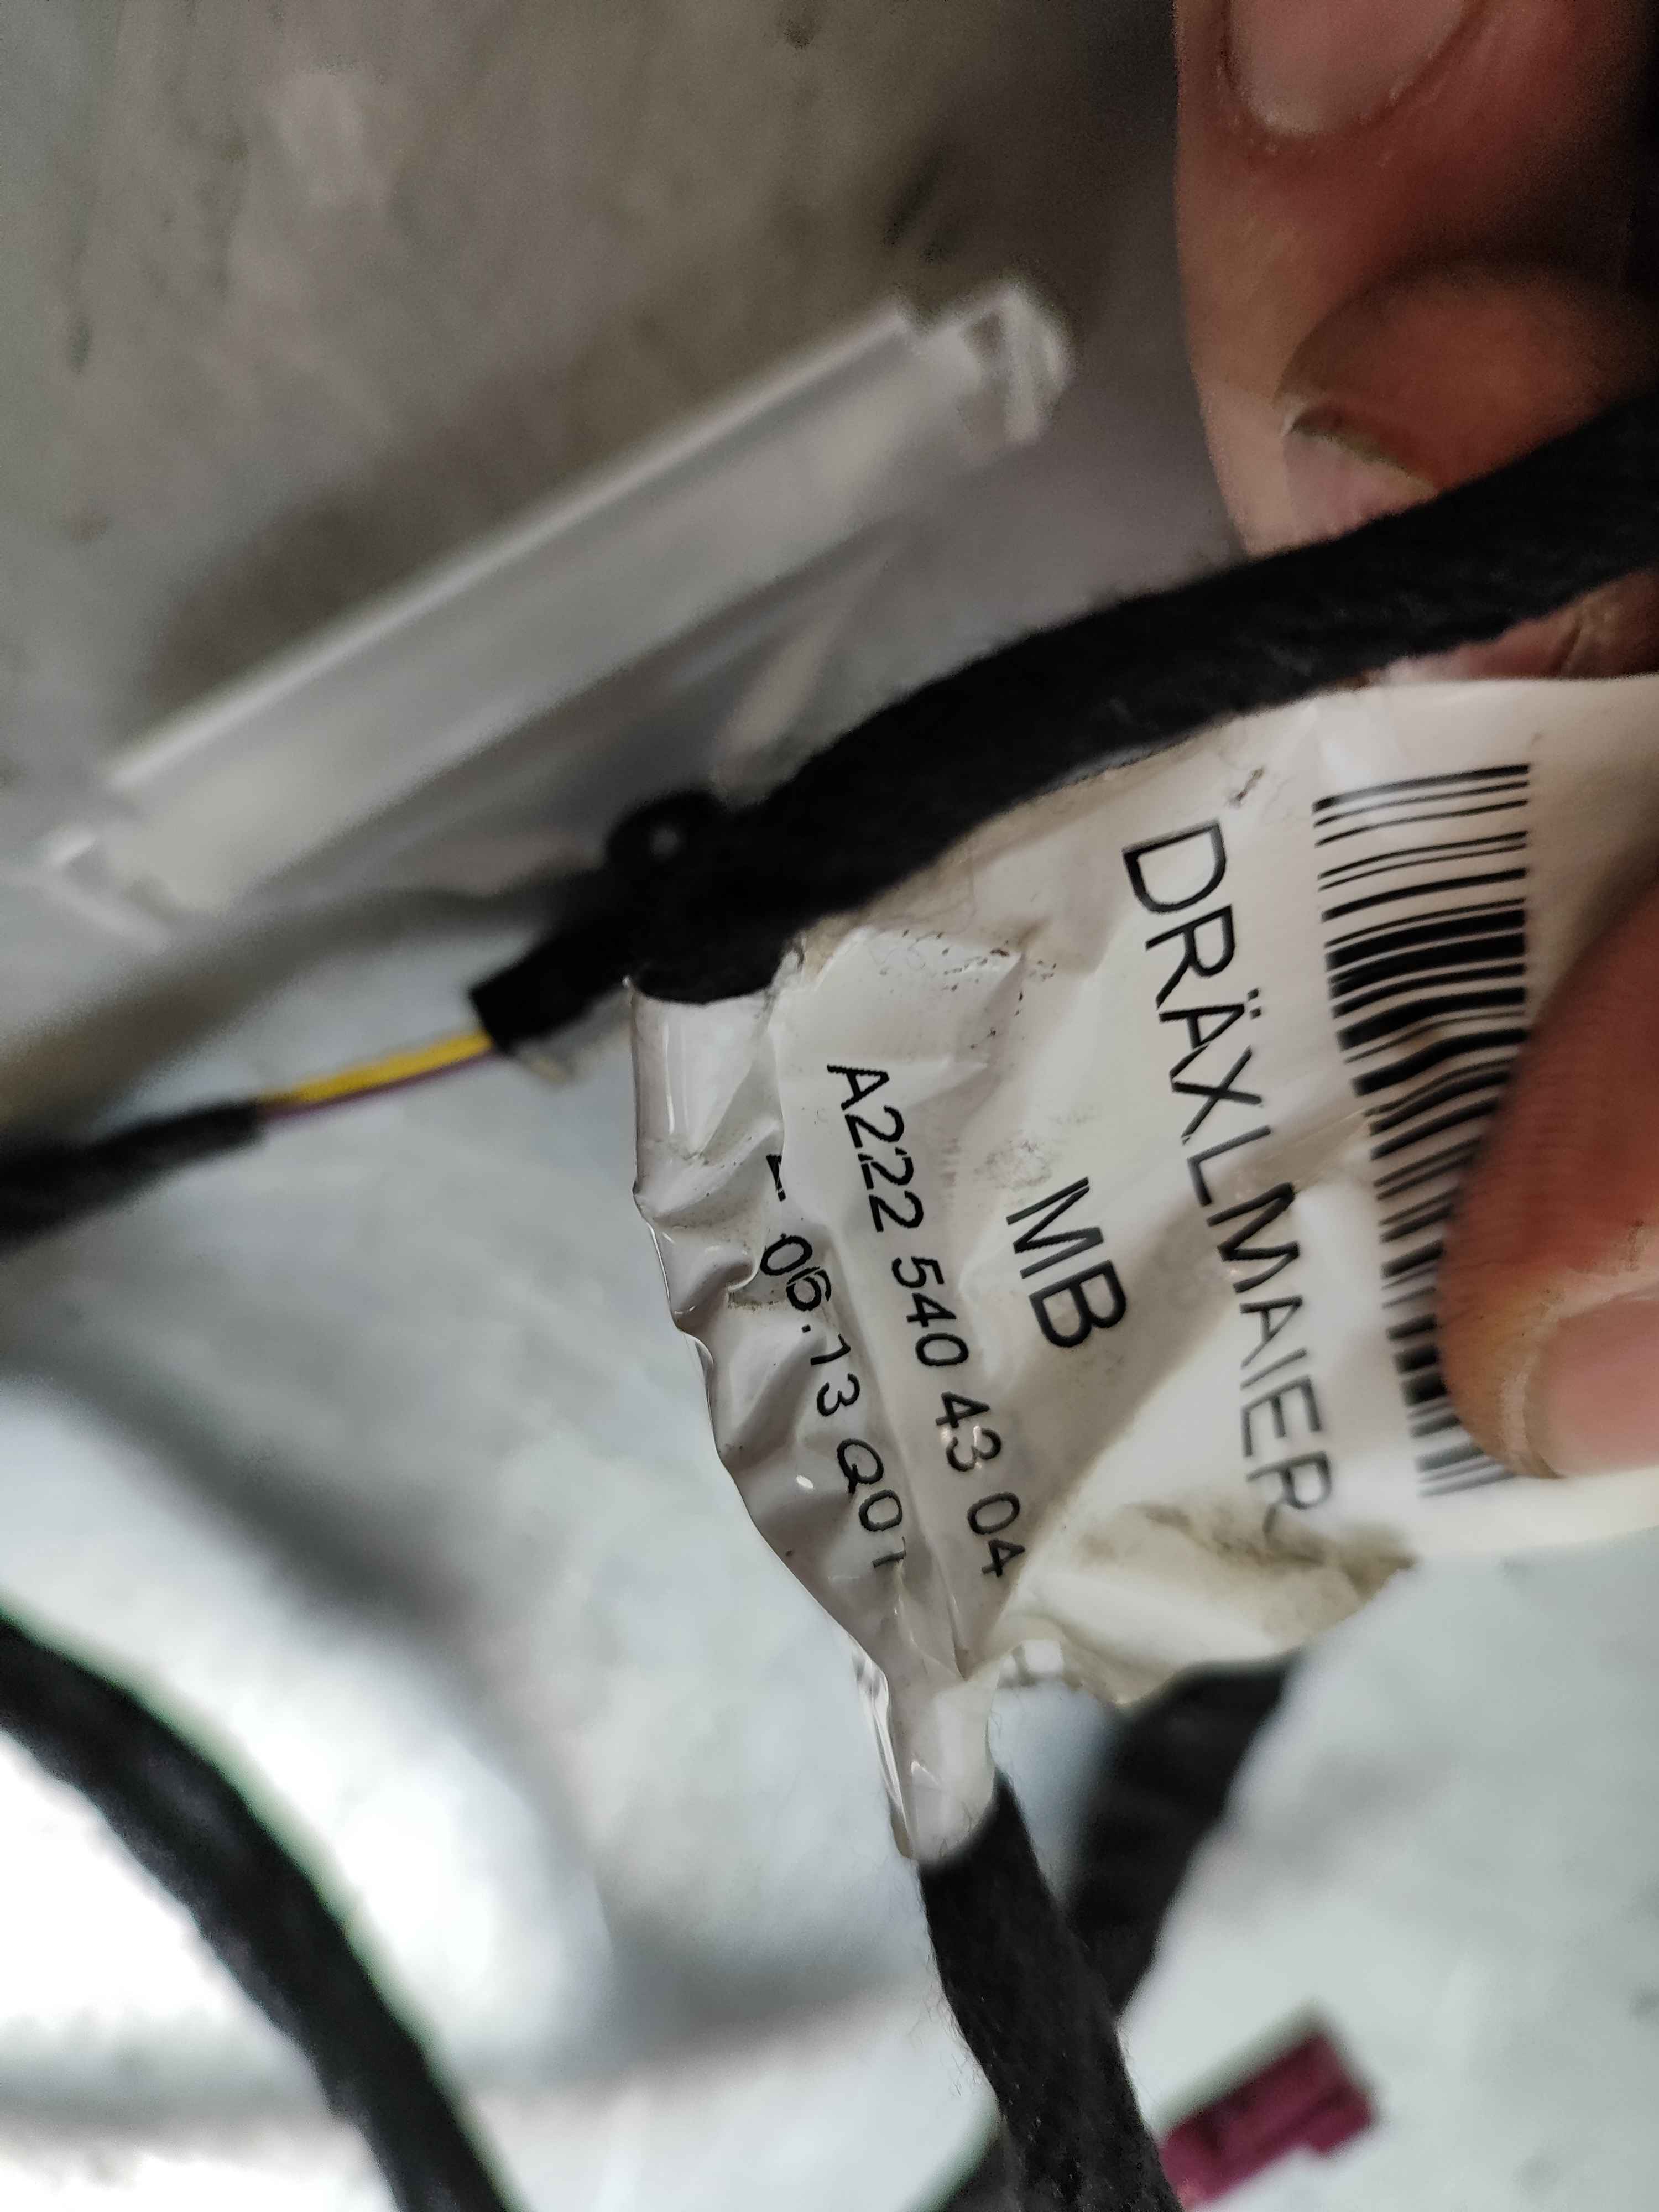 DRÄXLMAIER
MB
A222 540 43 04
06.13 Q01